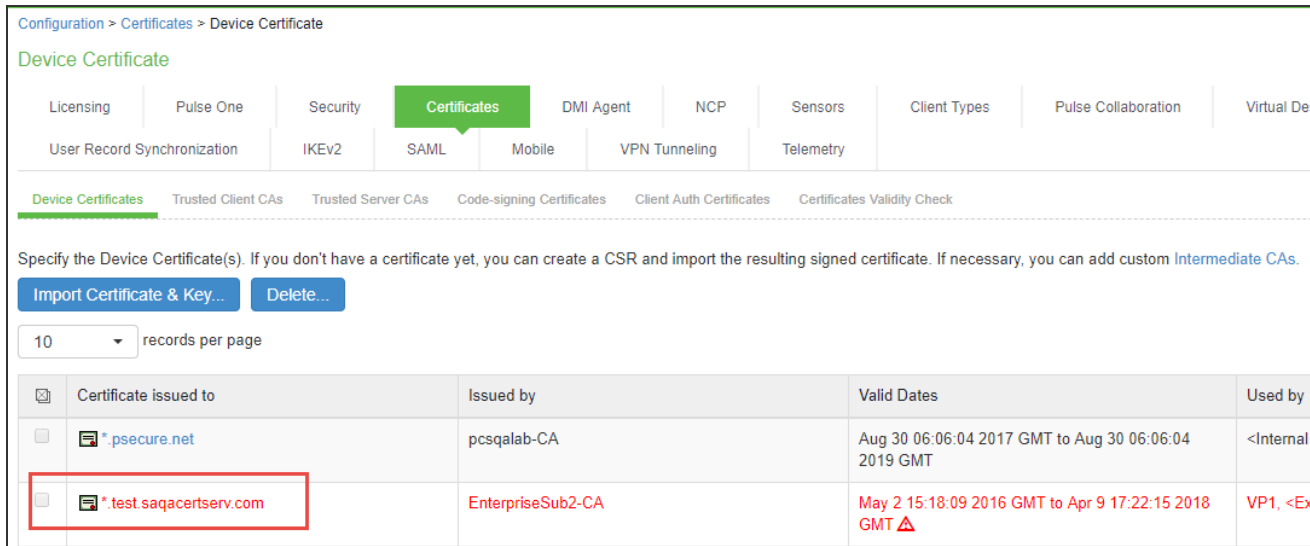 Configuration > Certificates > Device Certificate
Device Certificate
Licensing Pulse One Security Certificates DMI Agent NCP Sensors Client Types Pulse Collaboration Virtual De
User Record Synchronization IKEv2 SAML Mobile VPN Tunneling Telemetry
Device Certificates Trusted Client CAs Trusted Server CAs Code-signing Certificates Client Auth Certificates Certificates Validity Check
Specify the Device Certificate(s). If you don't have a certificate yet, you can create a CSR and import the resulting signed certificate. If necessary, you can add custom Intermediate CAs.
Import Certificate & Key... Delete...
10 records per page
Certificate issued to Issued by Valid Dates Used by
*.psecure.net pcsqalab-CA Aug 30 06:06:04 2017 GMT to Aug 30 06:06:04 <Internal
2019 GMT
*.test.saqacertserv.com EnterpriseSub2-CA May 2 15:18:09 2016 GMT to Apr 9 17:22:15 2018 VP1, <Ex
GMT